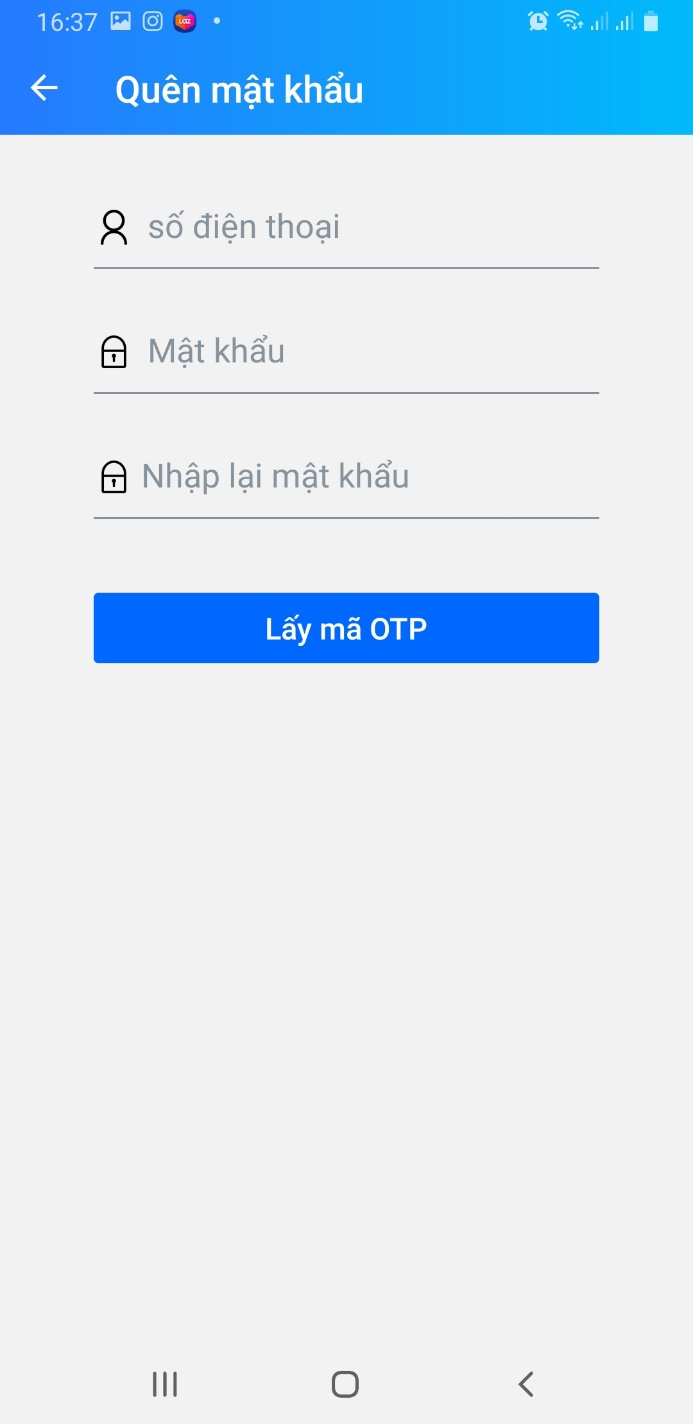 16:37
Quên mật khẩu
số điện thoại
Mật khẩu
Nhập lại mật khẩu
Lấy mã OTP